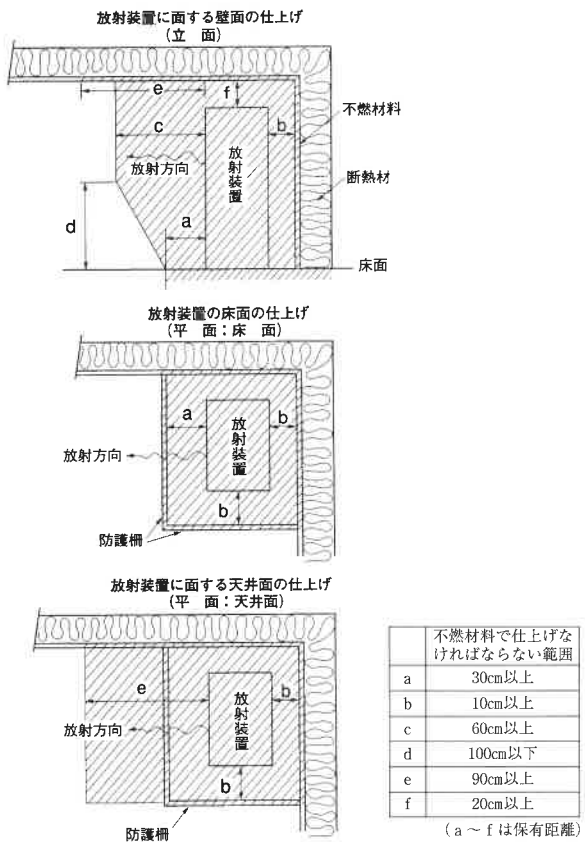 放射装置に面する壁面の仕上げ
(立　面)
e
f
b
c
不燃材料
放射装置
放射方向
断熱材
d
a
床面
放射装置の床面の仕上げ
(平　面：床　面)
a
放射装置
b
放射方向
b
防護柵
放射装置に面する天井面の仕上げ
(平　面：天井面)
e
放射装置
b
放射方向
b
防護柵
不燃材料で仕上げな
ければならない範囲
a 30cm以上
b 10cm以上
c 60cm以上
d 100cm以下
e 90cm以上
f 20cm以上
(a～fは保有距離)